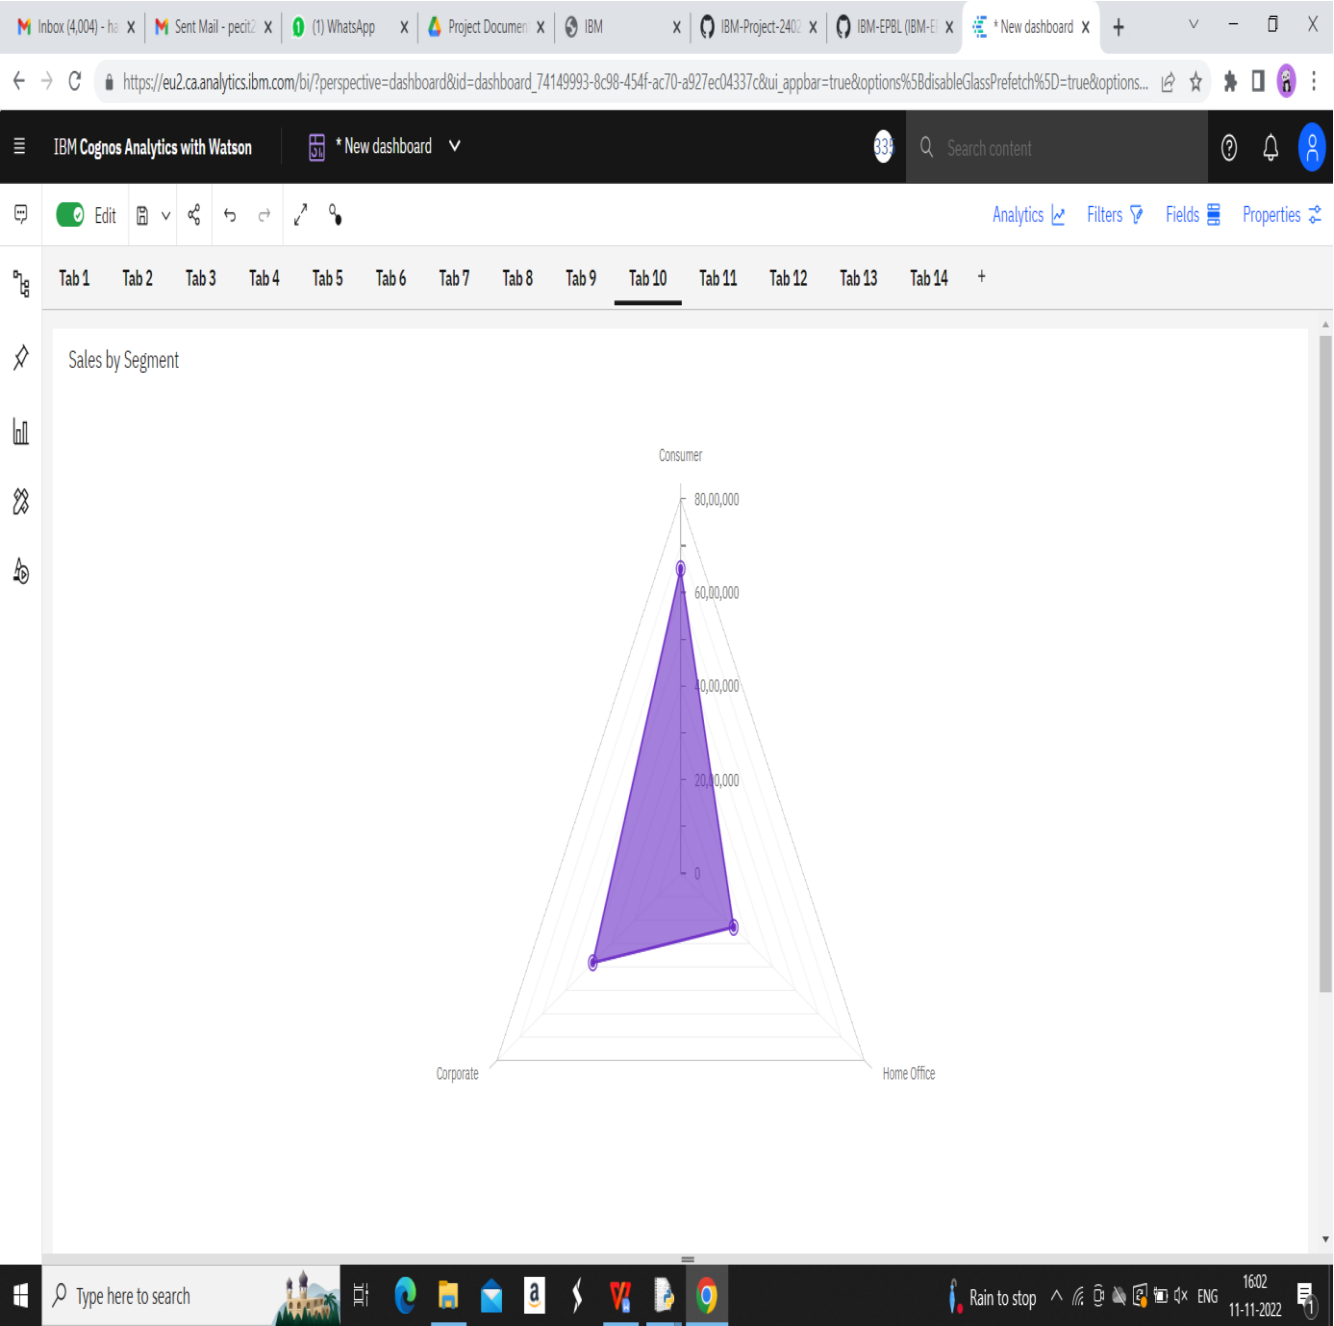 Inbox (4,004) - ha Sent Mail - pecit2 (1) WhatsApp Project Documen IBM IBM-Project-2402 IBM-EPBL (IBM-E * New dashboard
https://eu2.ca.analytics.ibm.com/bi/?perspective=dashboard&id=dashboard_74149993-8c98-454f-ac70-a927ec04337c&ui_appbar=true&options%5BdisableGlassPrefetch%5D=true&options...
IBM Cognos Analytics with Watson * New dashboard Search content
Edit Analytics Filters Fields Properties
Tab 1 Tab 2 Tab 3 Tab 4 Tab 5 Tab 6 Tab 7 Tab 8 Tab 9 Tab 10 Tab 11 Tab 12 Tab 13 Tab 14 +
Sales by Segment
Consumer
80,00,000
60,00,000
40,00,000
20,00,000
0
Corporate Home Office
Type here to search Rain to stop ENG 16:02
11-11-2022 1